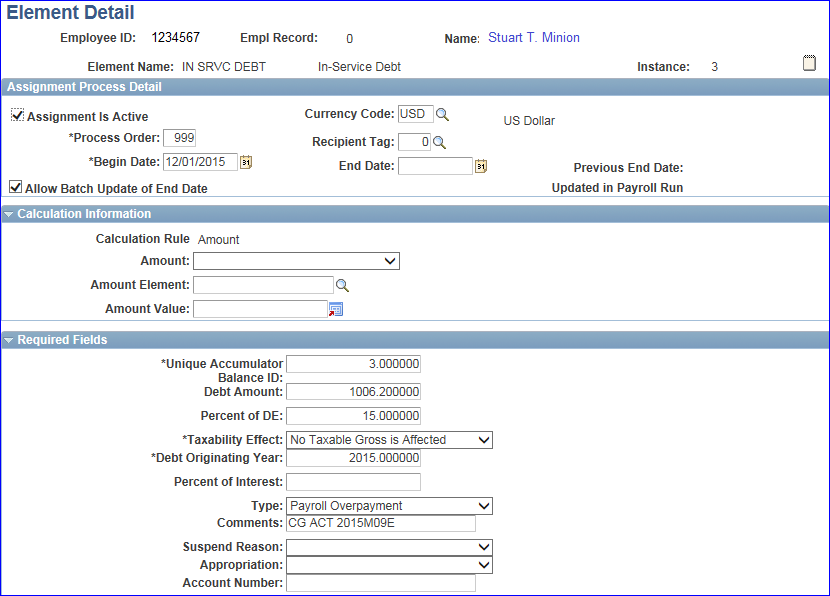 Element Detail
Employee ID: 1234567 Empl Record: 0 Name: Stuart T. Minion
Element Name: IN SRVC DEBT In-Service Debt Instance: 3
Assignment Process Detail
Assignment Is Active Currency Code: USD US Dollar
*Process Order: 999 Recipient Tag: 0
*Begin Date: 12/01/2015 31 End Date: 31 Previous End Date:
Allow Batch Update of End Date Updated in Payroll Run
Calculation Information
Calculation Rule Amount
Amount:
Amount Element:
Amount Value:
Required Fields
*Unique Accumulator 3.000000
Balance ID:
Debt Amount: 1006.200000
Percent of DE: 15.000000
*Taxability Effect: No Taxable Gross is Affected
*Debt Originating Year: 2015.000000
Percent of Interest:
Type: Payroll Overpayment
Comments: CG ACT 2015M09E
Suspend Reason:
Appropriation:
Account Number: